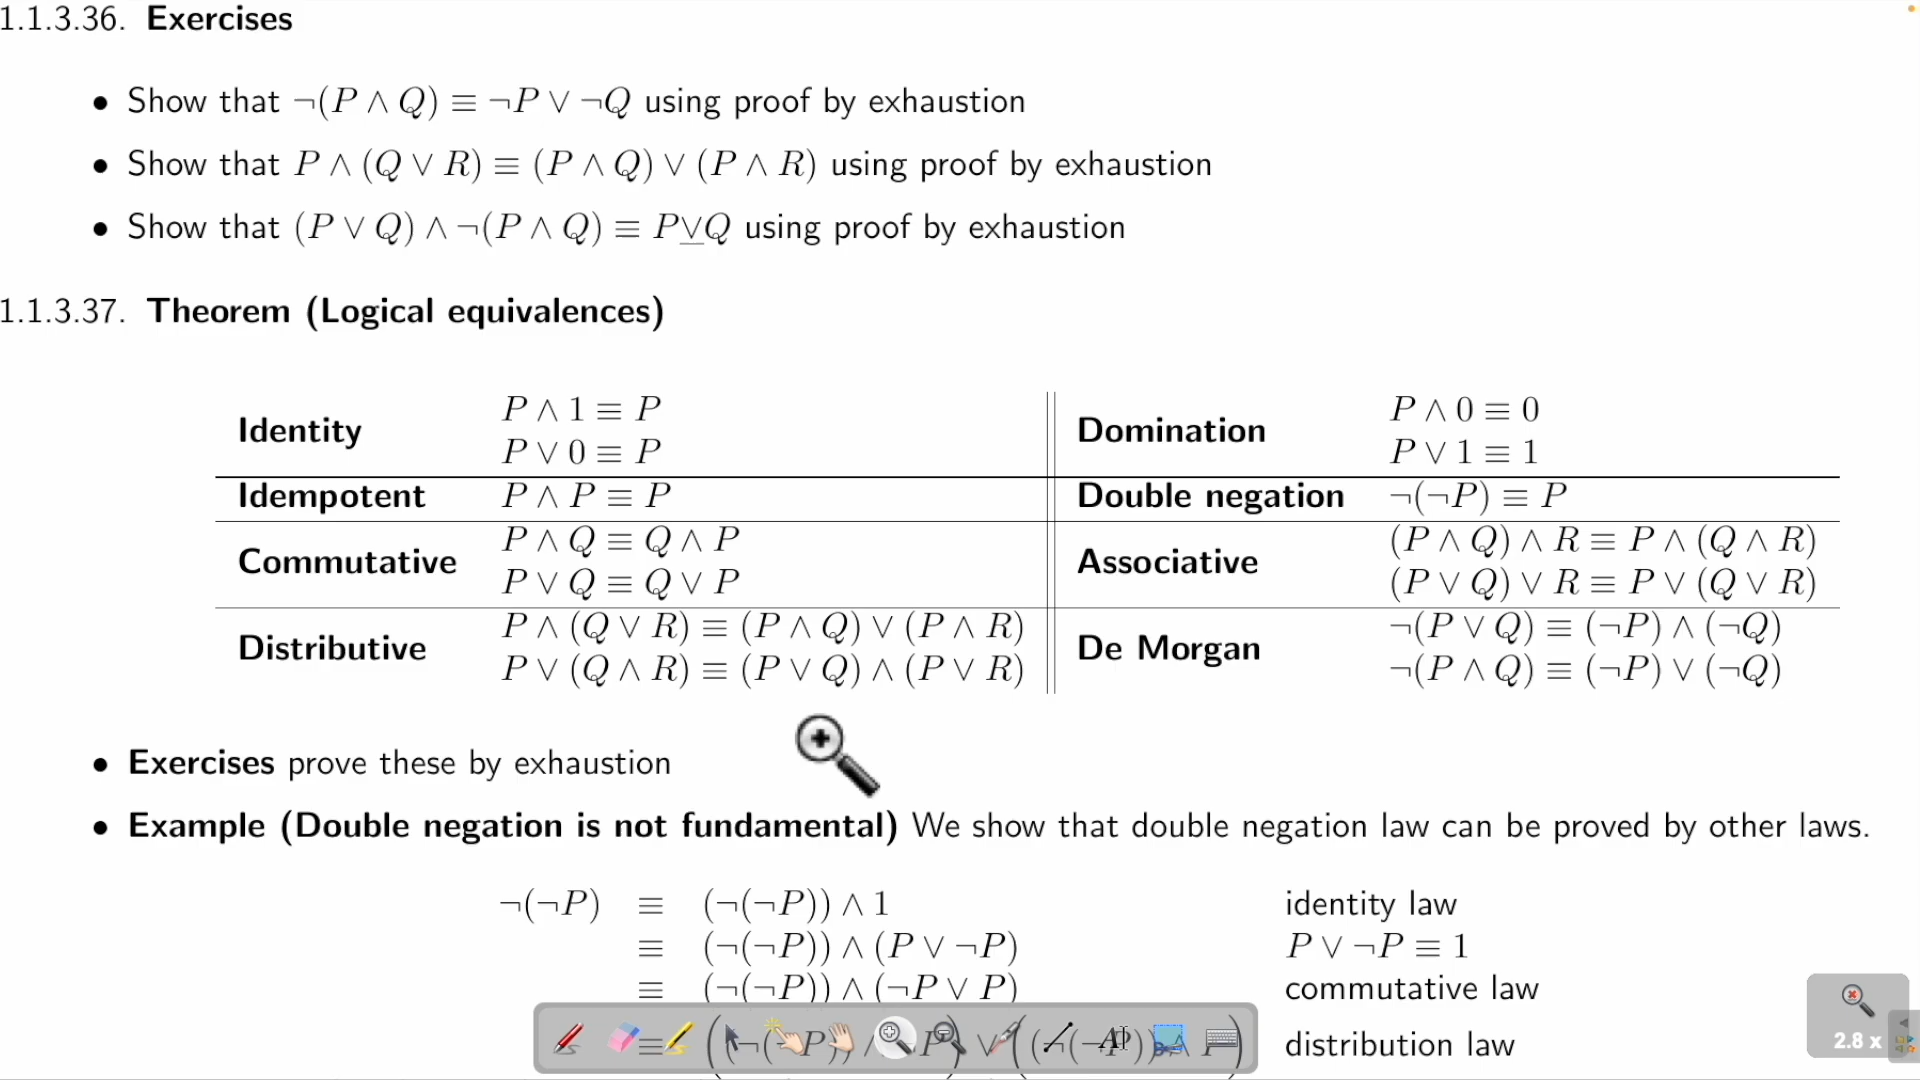 1.1.3.36. Exercises
• Show that ¬(P ∧ Q) ≡ ¬P ∨ ¬Q using proof by exhaustion
• Show that P ∧ (Q ∨ R) ≡ (P ∧ Q) ∨ (P ∧ R) using proof by exhaustion
• Show that (P ∨ Q) ∧ ¬(P ∧ Q) ≡ P⊻Q using proof by exhaustion
1.1.3.37. Theorem (Logical equivalences)
Identity P ∧ 1 ≡ P
P ∨ 0 ≡ P
Domination P ∧ 0 ≡ 0
P ∨ 1 ≡ 1
Idempotent P ∧ P ≡ P
Double negation ¬(¬P) ≡ P
Commutative P ∧ Q ≡ Q ∧ P
P ∨ Q ≡ Q ∨ P
Associative (P ∧ Q) ∧ R ≡ P ∧ (Q ∧ R)
(P ∨ Q) ∨ R ≡ P ∨ (Q ∨ R)
Distributive P ∧ (Q ∨ R) ≡ (P ∧ Q) ∨ (P ∧ R)
P ∨ (Q ∧ R) ≡ (P ∨ Q) ∧ (P ∨ R)
De Morgan ¬(P ∨ Q) ≡ (¬P) ∧ (¬Q)
¬(P ∧ Q) ≡ (¬P) ∨ (¬Q)
• Exercises prove these by exhaustion
• Example (Double negation is not fundamental) We show that double negation law can be proved by other laws.
¬(¬P) ≡ (¬(¬P)) ∧ 1 identity law
≡ (¬(¬P)) ∧ (P ∨ ¬P) P ∨ ¬P ≡ 1
≡ (¬(¬P)) ∧ (¬P ∨ P) commutative law
distribution law
2.8 x